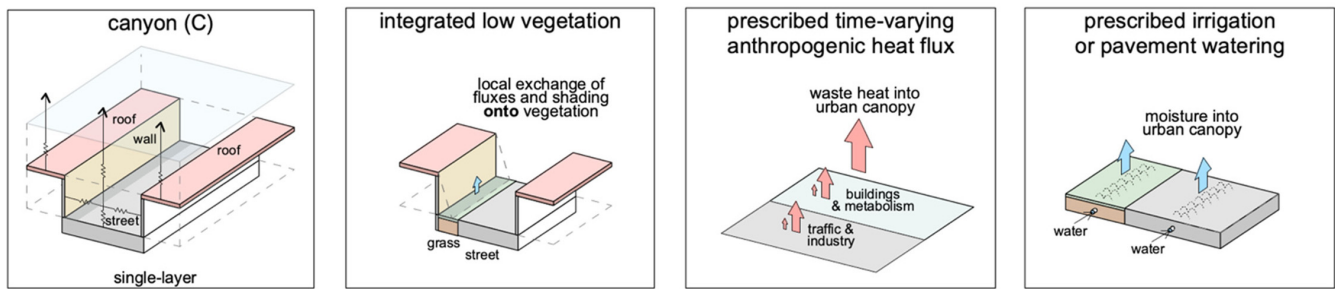 canyon (C)
roof
wall
roof
street
single-layer
integrated low vegetation
local exchange of
fluxes and shading
onto vegetation
grass
street
prescribed time-varying
anthropogenic heat flux
waste heat into
urban canopy
buildings
& metabolism
traffic &
industry
prescribed irrigation
or pavement watering
moisture into
urban canopy
water
water